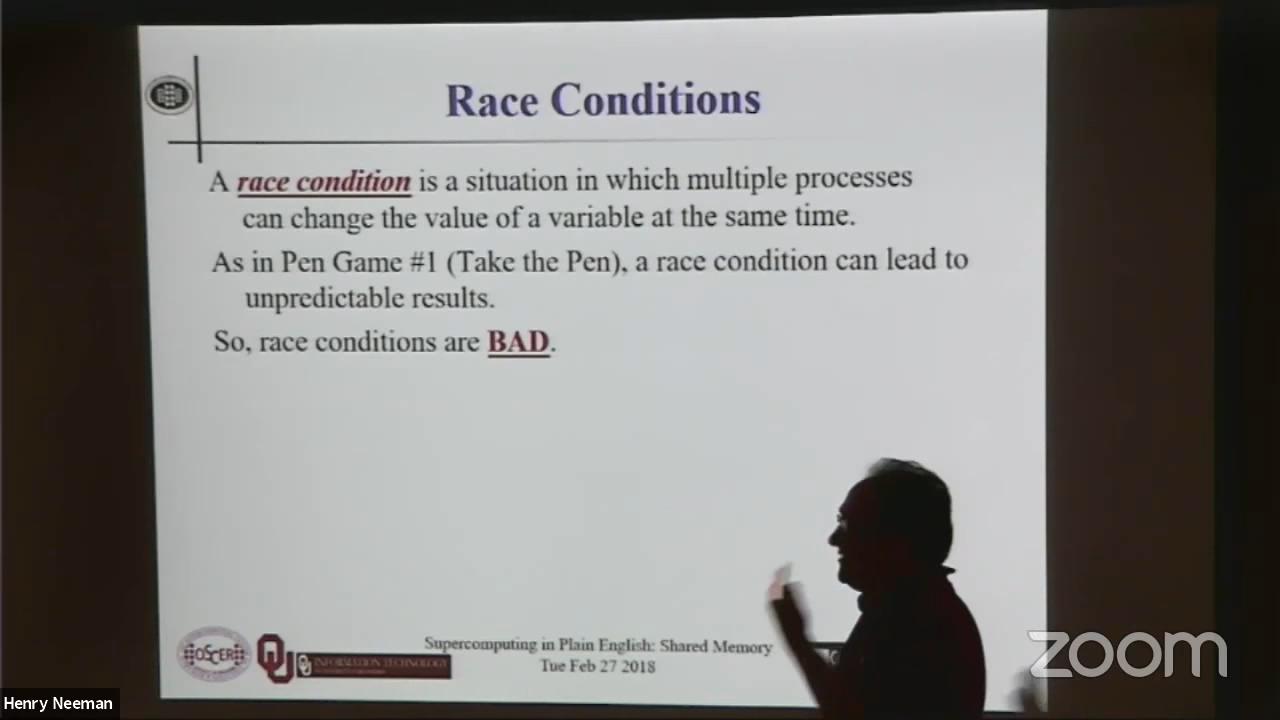 Race Conditions
A race condition is a situation in which multiple processes
can change the value of a variable at the same time.
As in Pen Game #1 (Take the Pen), a race condition can lead to
unpredictable results.
So, race conditions are BAD.
Supercomputing in Plain English: Shared Memory
Tue Feb 27 2018
OSCER
OU
INFORMATION TECHNOLOGY
zoom
Henry Neeman